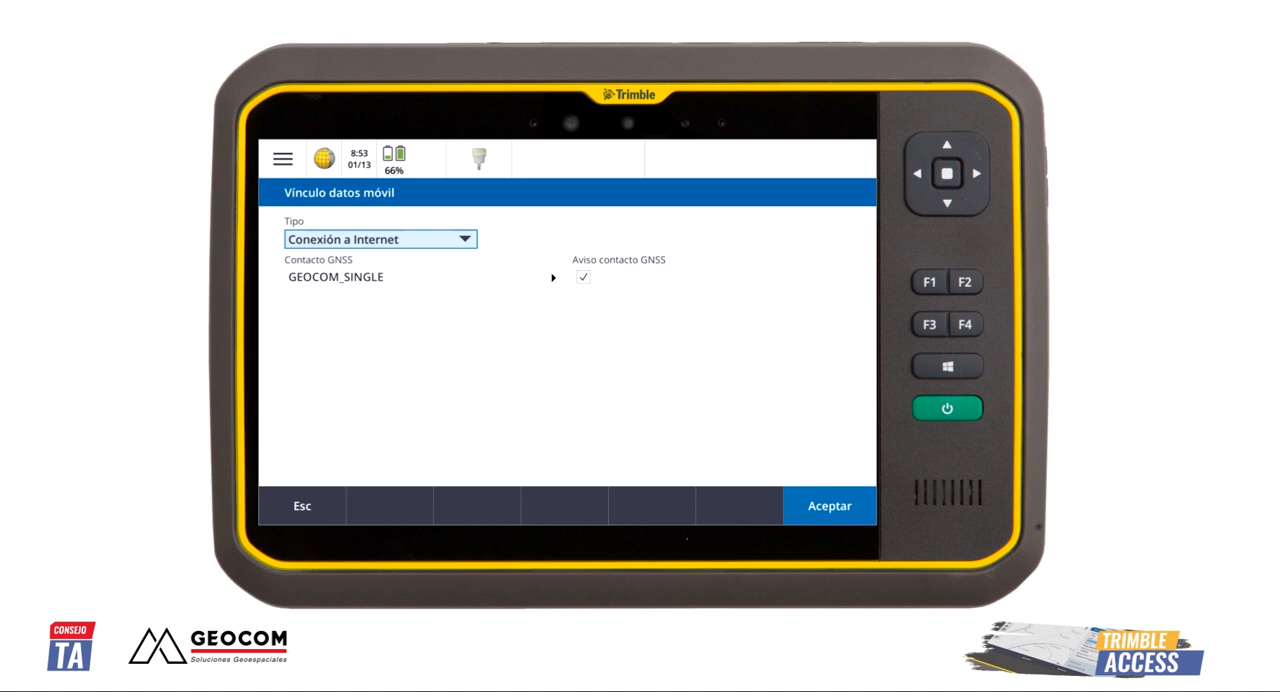 Trimble
8:53
01/13
66%
Vínculo datos móvil
Tipo
Conexión a Internet
Contacto GNSS
Aviso contacto GNSS
GEOCOM_SINGLE
Esc
Aceptar
F1
F2
F3
F4
CONSEJO
TA
GEOCOM
Soluciones Geoespaciales
TRIMBLE
ACCESS